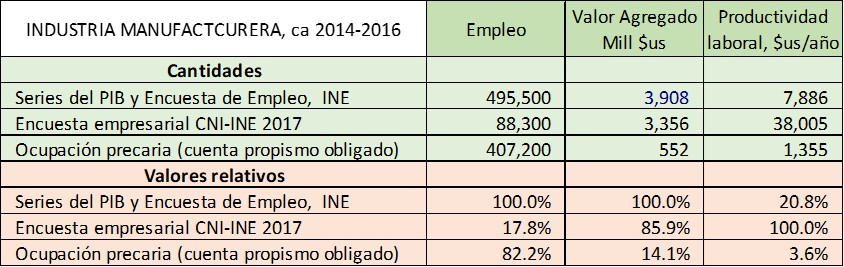 INDUSTRIA MANUFACTCURERA, ca 2014-2016 Empleo Valor Agregado Mill $us Productividad laboral, $us/año
Cantidades
Series del PIB y Encuesta de Empleo, INE 495,500 3,908 7,886
Encuesta empresarial CNI-INE 2017 88,300 3,356 38,005
Ocupación precaria (cuenta propismo obligado) 407,200 552 1,355
Valores relativos
Series del PIB y Encuesta de Empleo, INE 100.0% 100.0% 20.8%
Encuesta empresarial CNI-INE 2017 17.8% 85.9% 100.0%
Ocupación precaria (cuenta propismo obligado) 82.2% 14.1% 3.6%